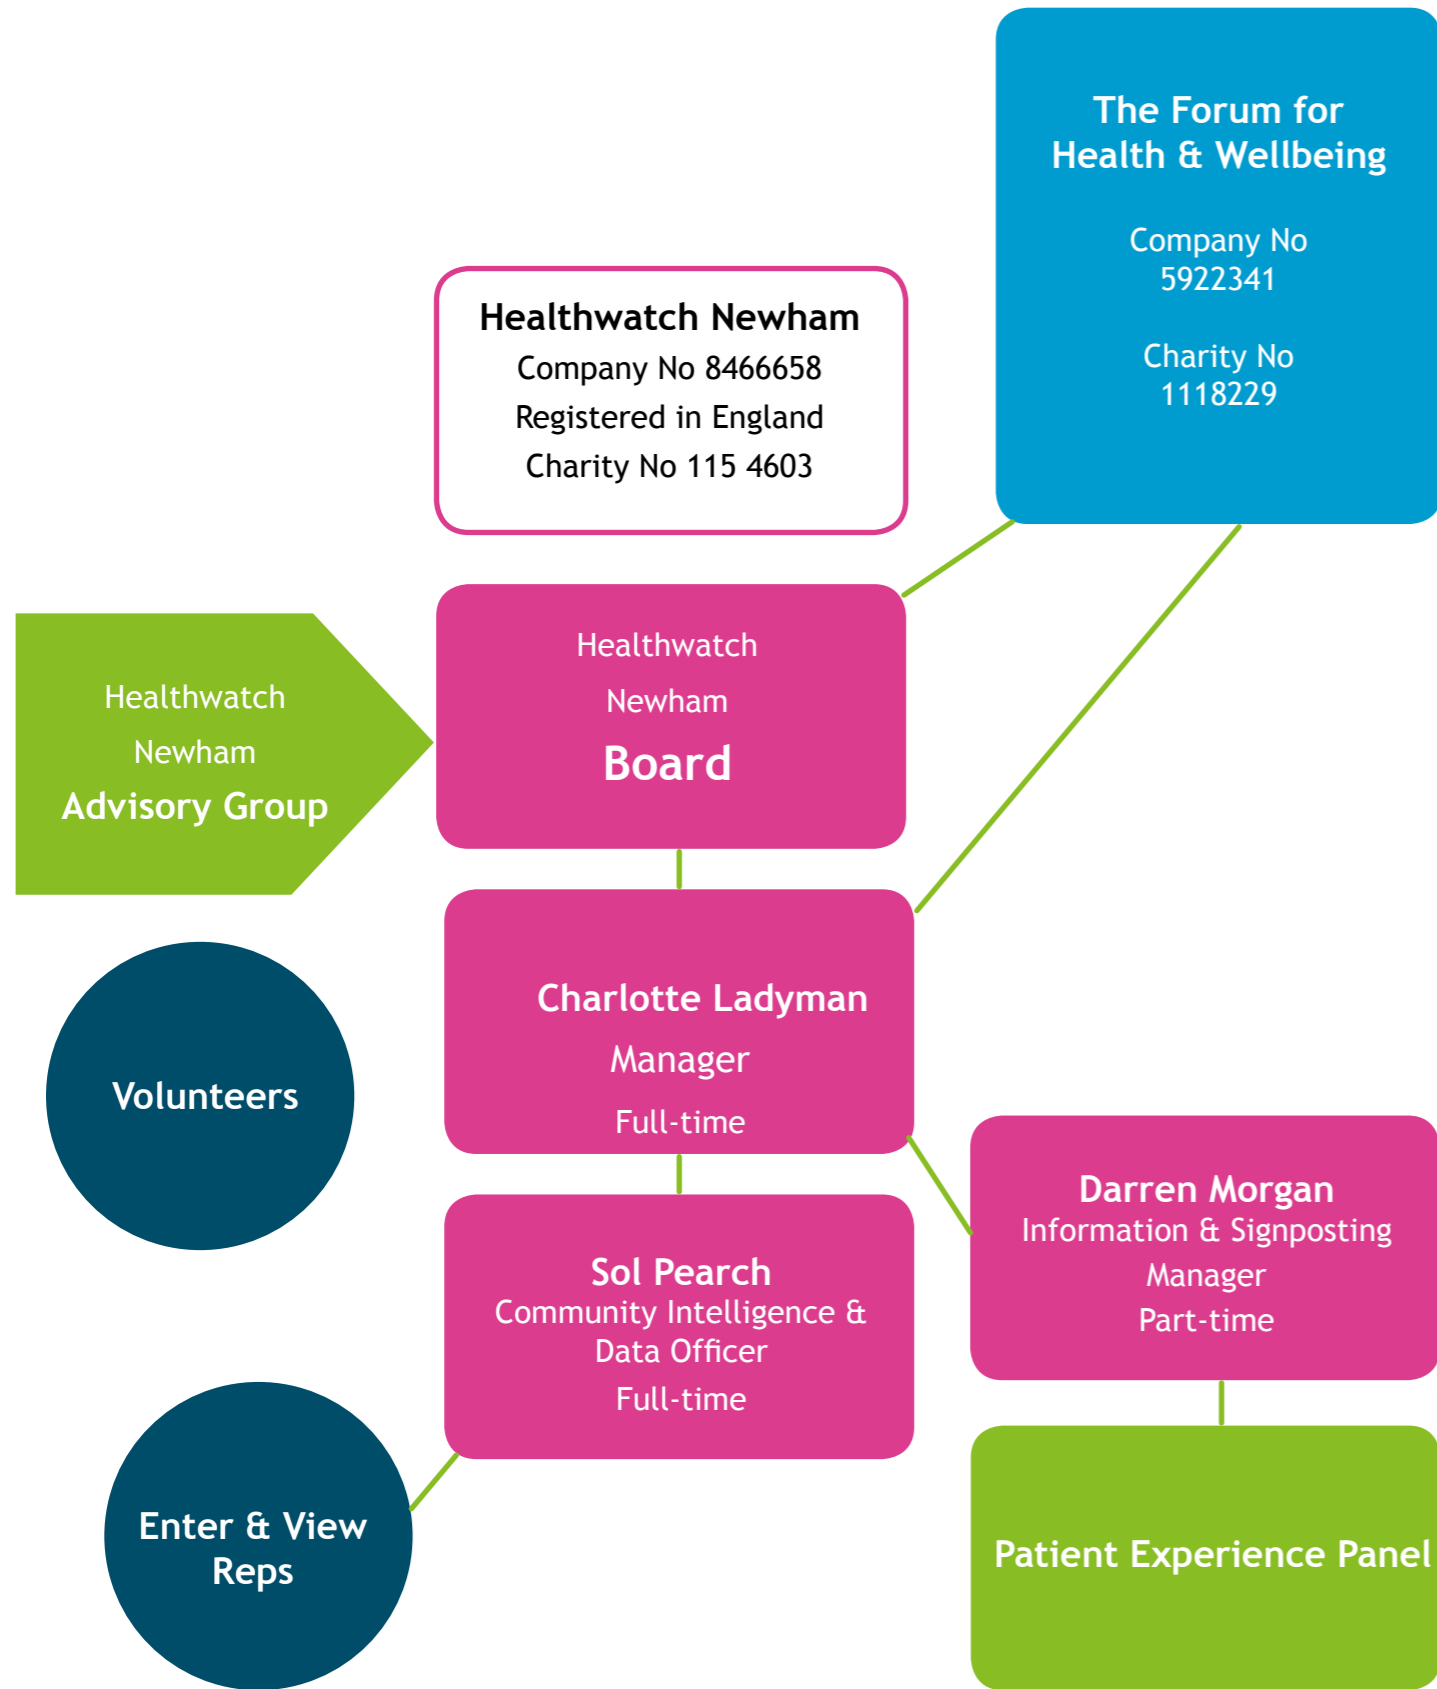 The Forum for
Health & Wellbeing
Company No
5922341
Charity No
1118229
Healthwatch Newham
Company No 8466658
Registered in England
Charity No 115 4603
Healthwatch
Newham
Advisory Group
Healthwatch
Newham
Board
Charlotte Ladyman
Manager
Full-time
Volunteers
Darren Morgan
Information & Signposting
Manager
Part-time
Sol Pearch
Community Intelligence &
Data Officer
Full-time
Enter & View
Reps
Patient Experience Panel